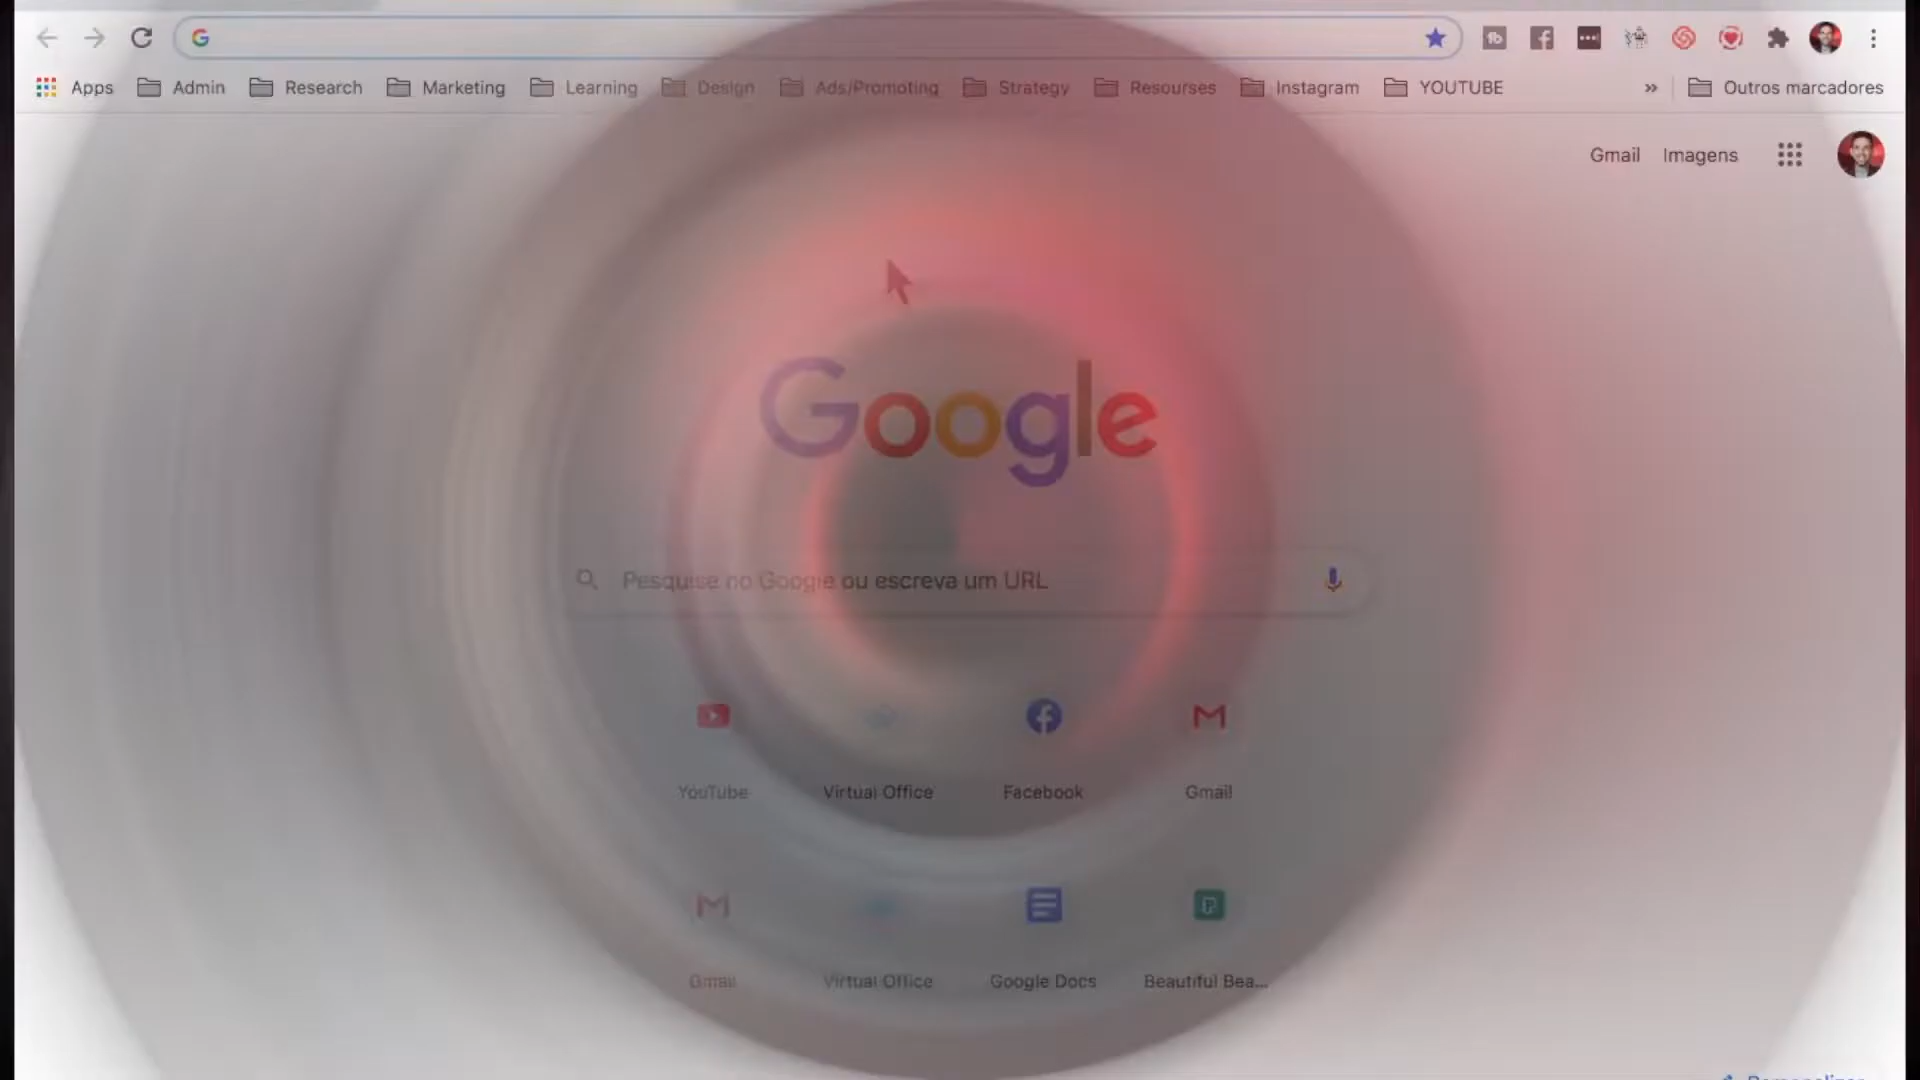 Apps Admin Research Marketing Learning Design Ads/Promoting Strategy Resourses Instagram YOUTUBE » Outros marcadores
Gmail Imagens
Google
Pesquise no Google ou escreva um URL
YouTube Virtual Office Facebook Gmail
Gmail Virtual Office Google Docs Beautiful Bea...